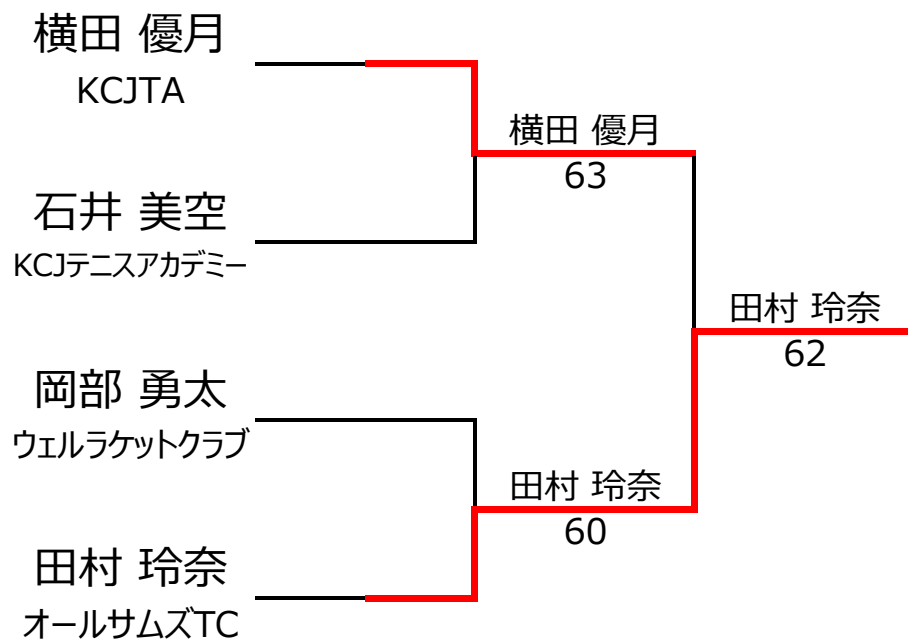 横田 優月
KCJTA
横田 優月
63
石井 美空
KCJテニスアカデミー
田村 玲奈
62
岡部 勇太
ウェルラケットクラブ
田村 玲奈
60
田村 玲奈
オールサムズTC